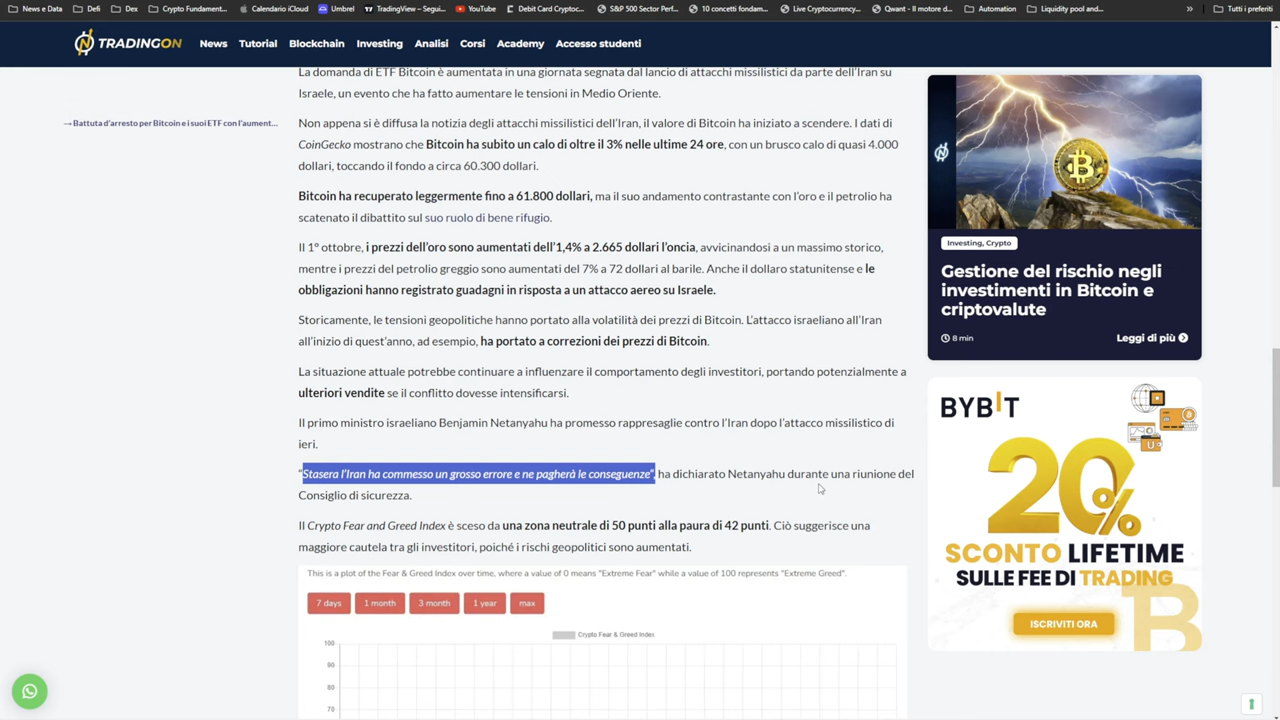 News e Data
Defi
Dex
Crypto Fundament...
Calendario iCloud
Umbrel
TradingView – Segui...
YouTube
Debit Card Cryptoc...
S&P 500 Sector Perf...
10 concetti fondam...
Live Cryptocurrency...
Qwant - Il motore d...
Automation
Liquidity pool and...
»
Tutti i preferiti
TRADINGON
News
Tutorial
Blockchain
Investing
Analisi
Corsi
Academy
Accesso studenti
→ Battuta d'arresto per Bitcoin e i suoi ETF con l'aument...
La domanda di ETF Bitcoin è aumentata in una giornata segnata dal lancio di attacchi missilistici da parte dell'Iran su
Israele, un evento che ha fatto aumentare le tensioni in Medio Oriente.
Non appena si è diffusa la notizia degli attacchi missilistici dell'Iran, il valore di Bitcoin ha iniziato a scendere. I dati di
CoinGecko mostrano che Bitcoin ha subito un calo di oltre il 3% nelle ultime 24 ore, con un brusco calo di quasi 4.000
dollari, toccando il fondo a circa 60.300 dollari.
Bitcoin ha recuperato leggermente fino a 61.800 dollari, ma il suo andamento contrastante con l'oro e il petrolio ha
scatenato il dibattito sul suo ruolo di bene rifugio.
Il 1° ottobre, i prezzi dell'oro sono aumentati dell'1,4% a 2.665 dollari l'oncia, avvicinandosi a un massimo storico,
mentre i prezzi del petrolio greggio sono aumentati del 7% a 72 dollari al barile. Anche il dollaro statunitense e le
obbligazioni hanno registrato guadagni in risposta a un attacco aereo su Israele.
Storicamente, le tensioni geopolitiche hanno portato alla volatilità dei prezzi di Bitcoin. L'attacco israeliano all'Iran
all'inizio di quest'anno, ad esempio, ha portato a correzioni dei prezzi di Bitcoin.
La situazione attuale potrebbe continuare a influenzare il comportamento degli investitori, portando potenzialmente a
ulteriori vendite se il conflitto dovesse intensificarsi.
Il primo ministro israeliano Benjamin Netanyahu ha promesso rappresaglie contro l'Iran dopo l'attacco missilistico di
ieri.
"Stasera l'Iran ha commesso un grosso errore e ne pagherà le conseguenze", ha dichiarato Netanyahu durante una riunione del
Consiglio di sicurezza.
Il Crypto Fear and Greed Index è sceso da una zona neutrale di 50 punti alla paura di 42 punti. Ciò suggerisce una
maggiore cautela tra gli investitori, poiché i rischi geopolitici sono aumentati.
This is a plot of the Fear & Greed Index over time, where a value of 0 means "Extreme Fear" while a value of 100 represents "Extreme Greed".
7 days
1 month
3 month
1 year
max
Crypto Fear & Greed Index
100
90
80
70
Investing, Crypto
Gestione del rischio negli
investimenti in Bitcoin e
criptovalute
8 min
Leggi di più
BYBIT
20%
SCONTO LIFETIME
SULLE FEE DI TRADING
ISCRIVITI ORA